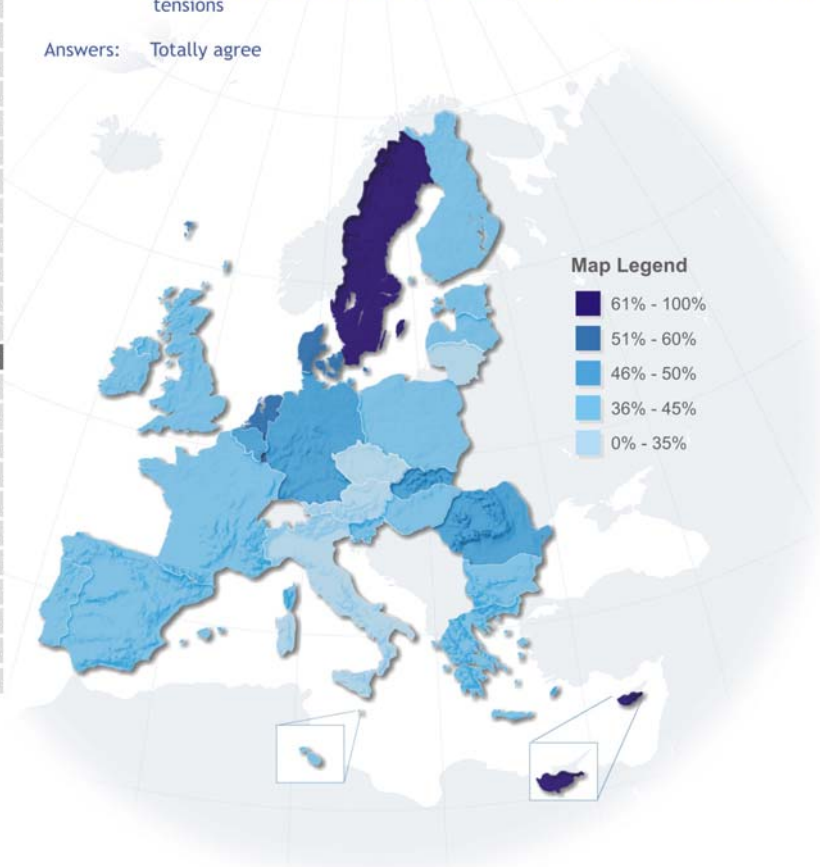 tensions
Answers: Totally agree
Map Legend
61% - 100%
51% - 60%
46% - 50%
36% - 45%
0% - 35%